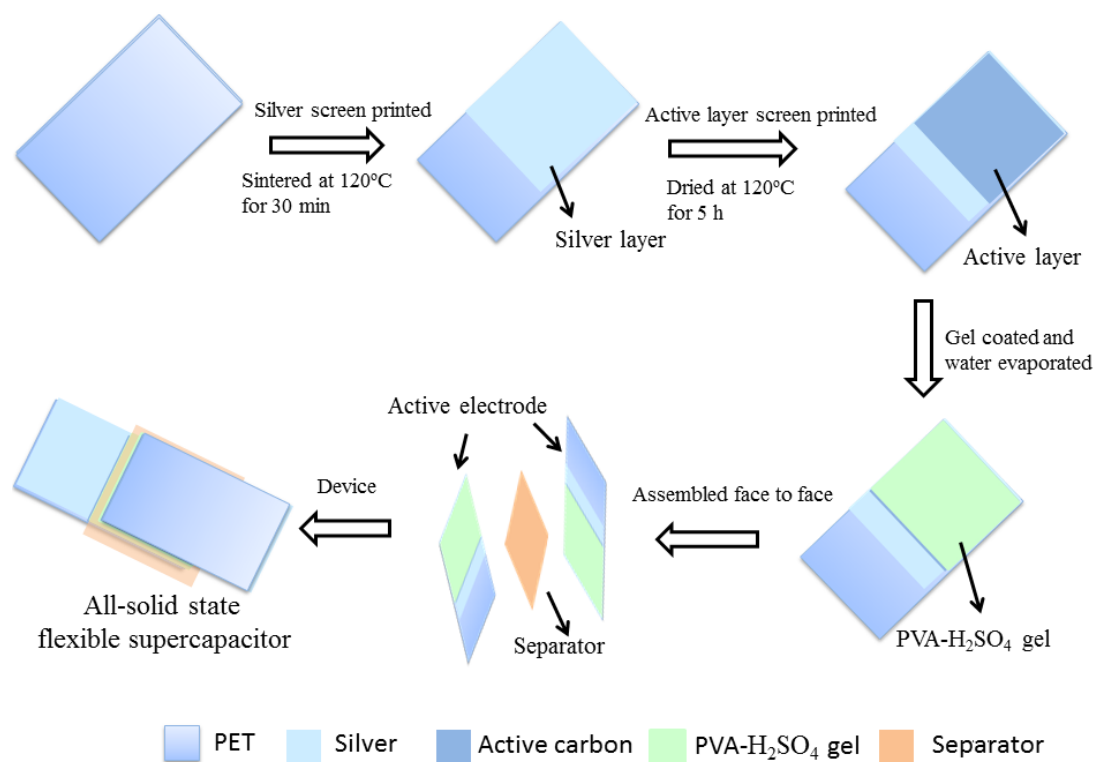 Silver screen printed
Sintered at 120°C
for 30 min
Silver layer
Active layer screen printed
Dried at 120°C
for 5 h
Active layer
Gel coated and
water evaporated
PVA-H₂SO₄ gel
Assembled face to face
Active electrode
Separator
Device
All-solid state
flexible supercapacitor
PET
Silver
Active carbon
PVA-H₂SO₄ gel
Separator